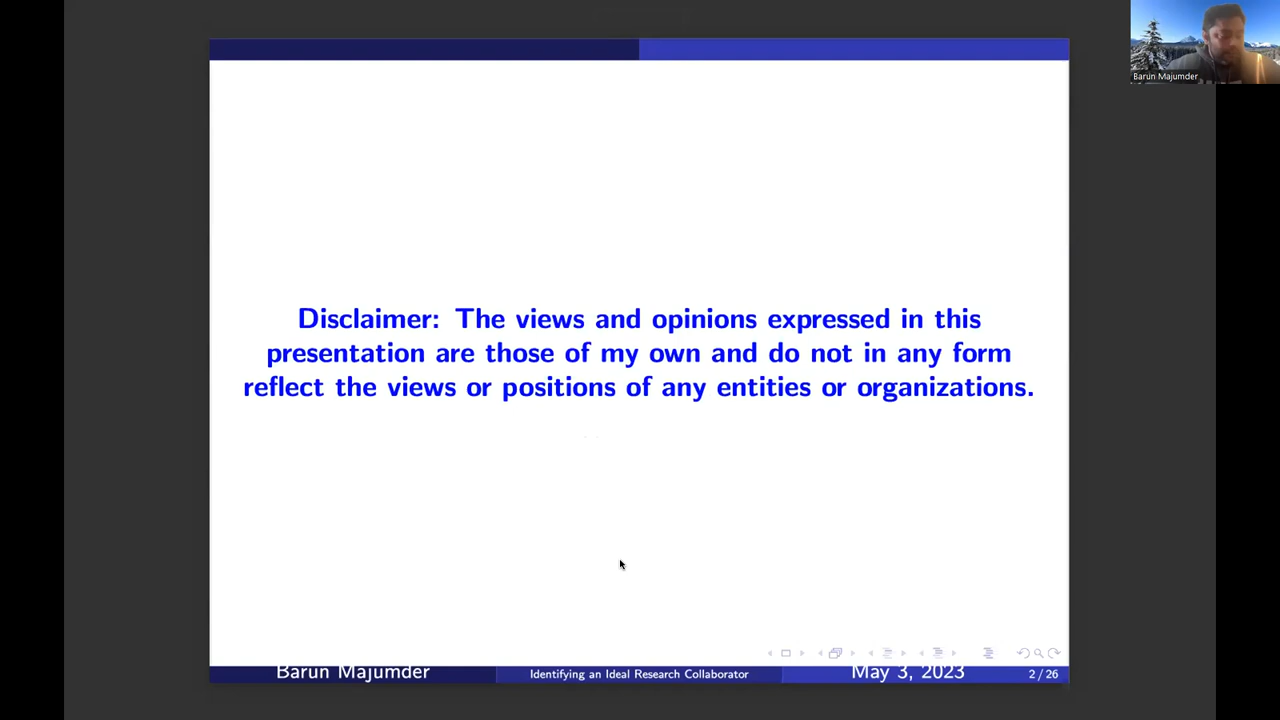 Barun Majumder
Disclaimer: The views and opinions expressed in this
presentation are those of my own and do not in any form
reflect the views or positions of any entities or organizations.
Barun Majumder
Identifying an Ideal Research Collaborator
May 3, 2023
2 / 26